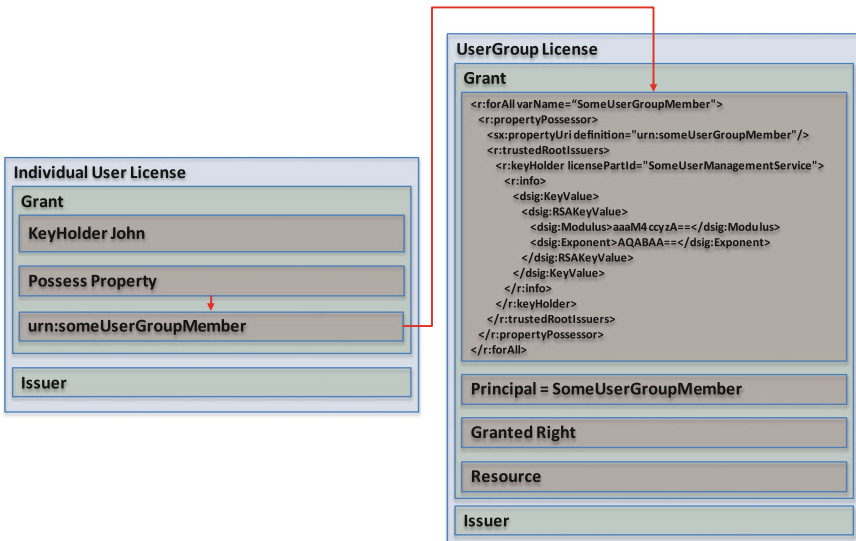 Individual User License
Grant
KeyHolder John
Possess Property
urn:someUserGroupMember
Issuer
UserGroup License
Grant
<r:forAll varName="SomeUserGroupMember">
<r:propertyPossessor>
<sx:propertyUri definition="urn:someUserGroupMember"/>
<r:trustedRootIssuers>
<r:keyHolder licensePartId="SomeUserManagementService">
<r:info>
<dsig:KeyValue>
<dsig:RSAKeyValue>
<dsig:Modulus>aaaM4ccyzA==</dsig:Modulus>
<dsig:Exponent>AQABAA==</dsig:Exponent>
</dsig:RSAKeyValue>
</dsig:KeyValue>
</r:info>
</r:keyHolder>
</r:trustedRootIssuers>
</r:propertyPossessor>
</r:forAll>
Principal = SomeUserGroupMember
Granted Right
Resource
Issuer